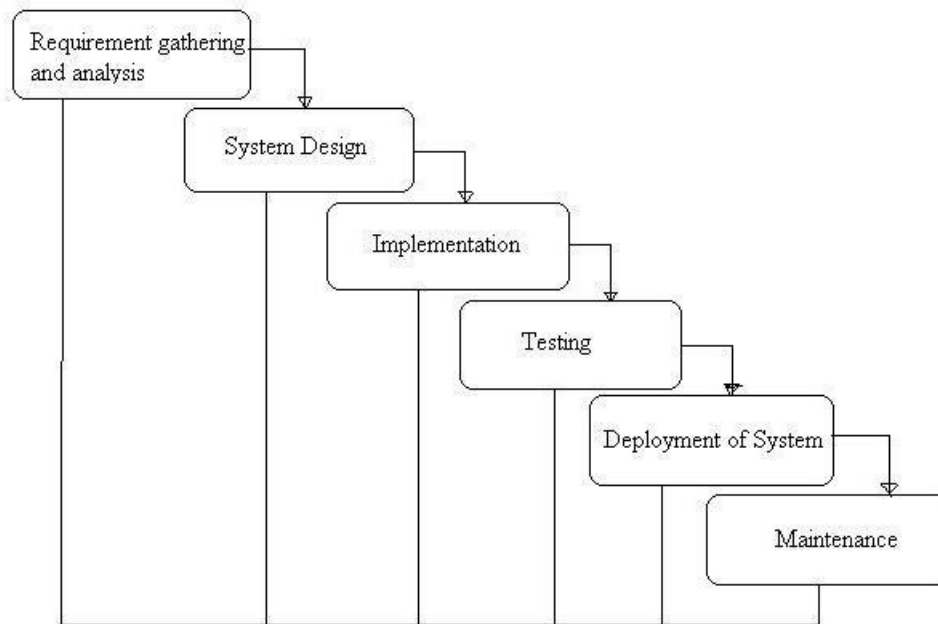 Requirement gathering
and analysis
System Design
Implementation
Testing
Deployment of System
Maintenance